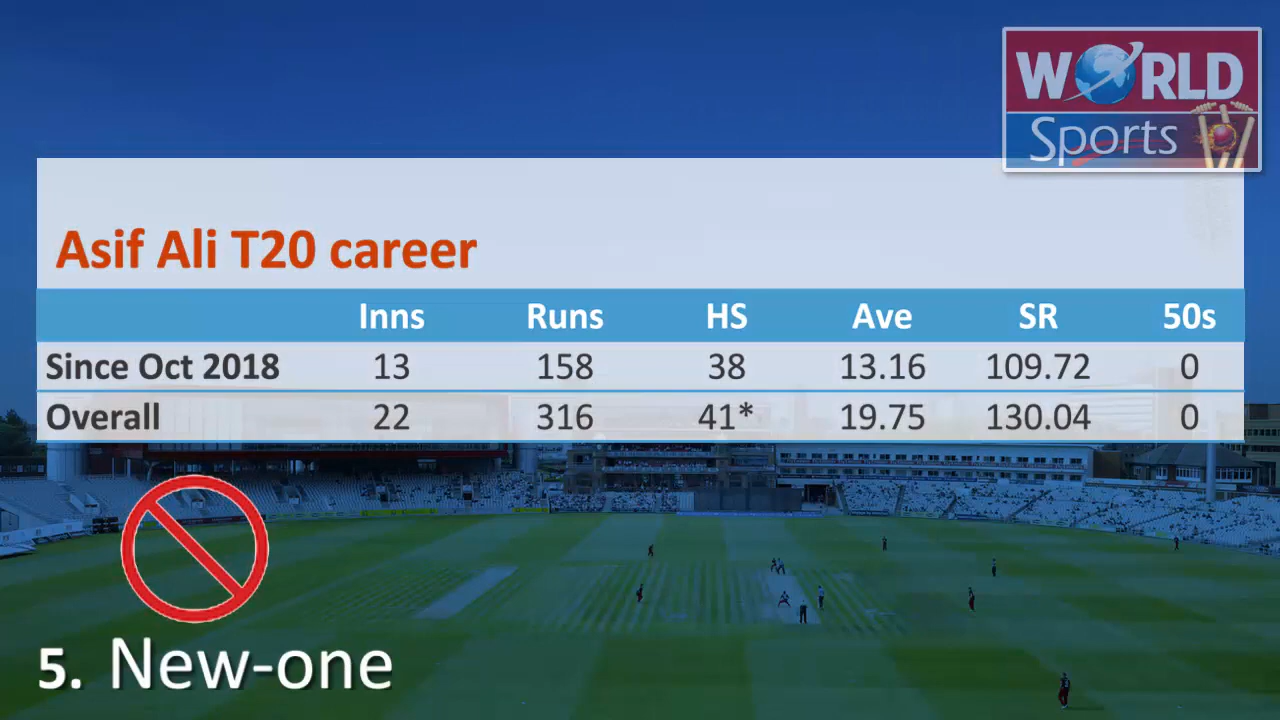 WORLD
Sports
Asif Ali T20 career
Inns Runs HS Ave SR 50s
Since Oct 2018 13 158 38 13.16 109.72 0
Overall 22 316 41* 19.75 130.04 0
5. New-one